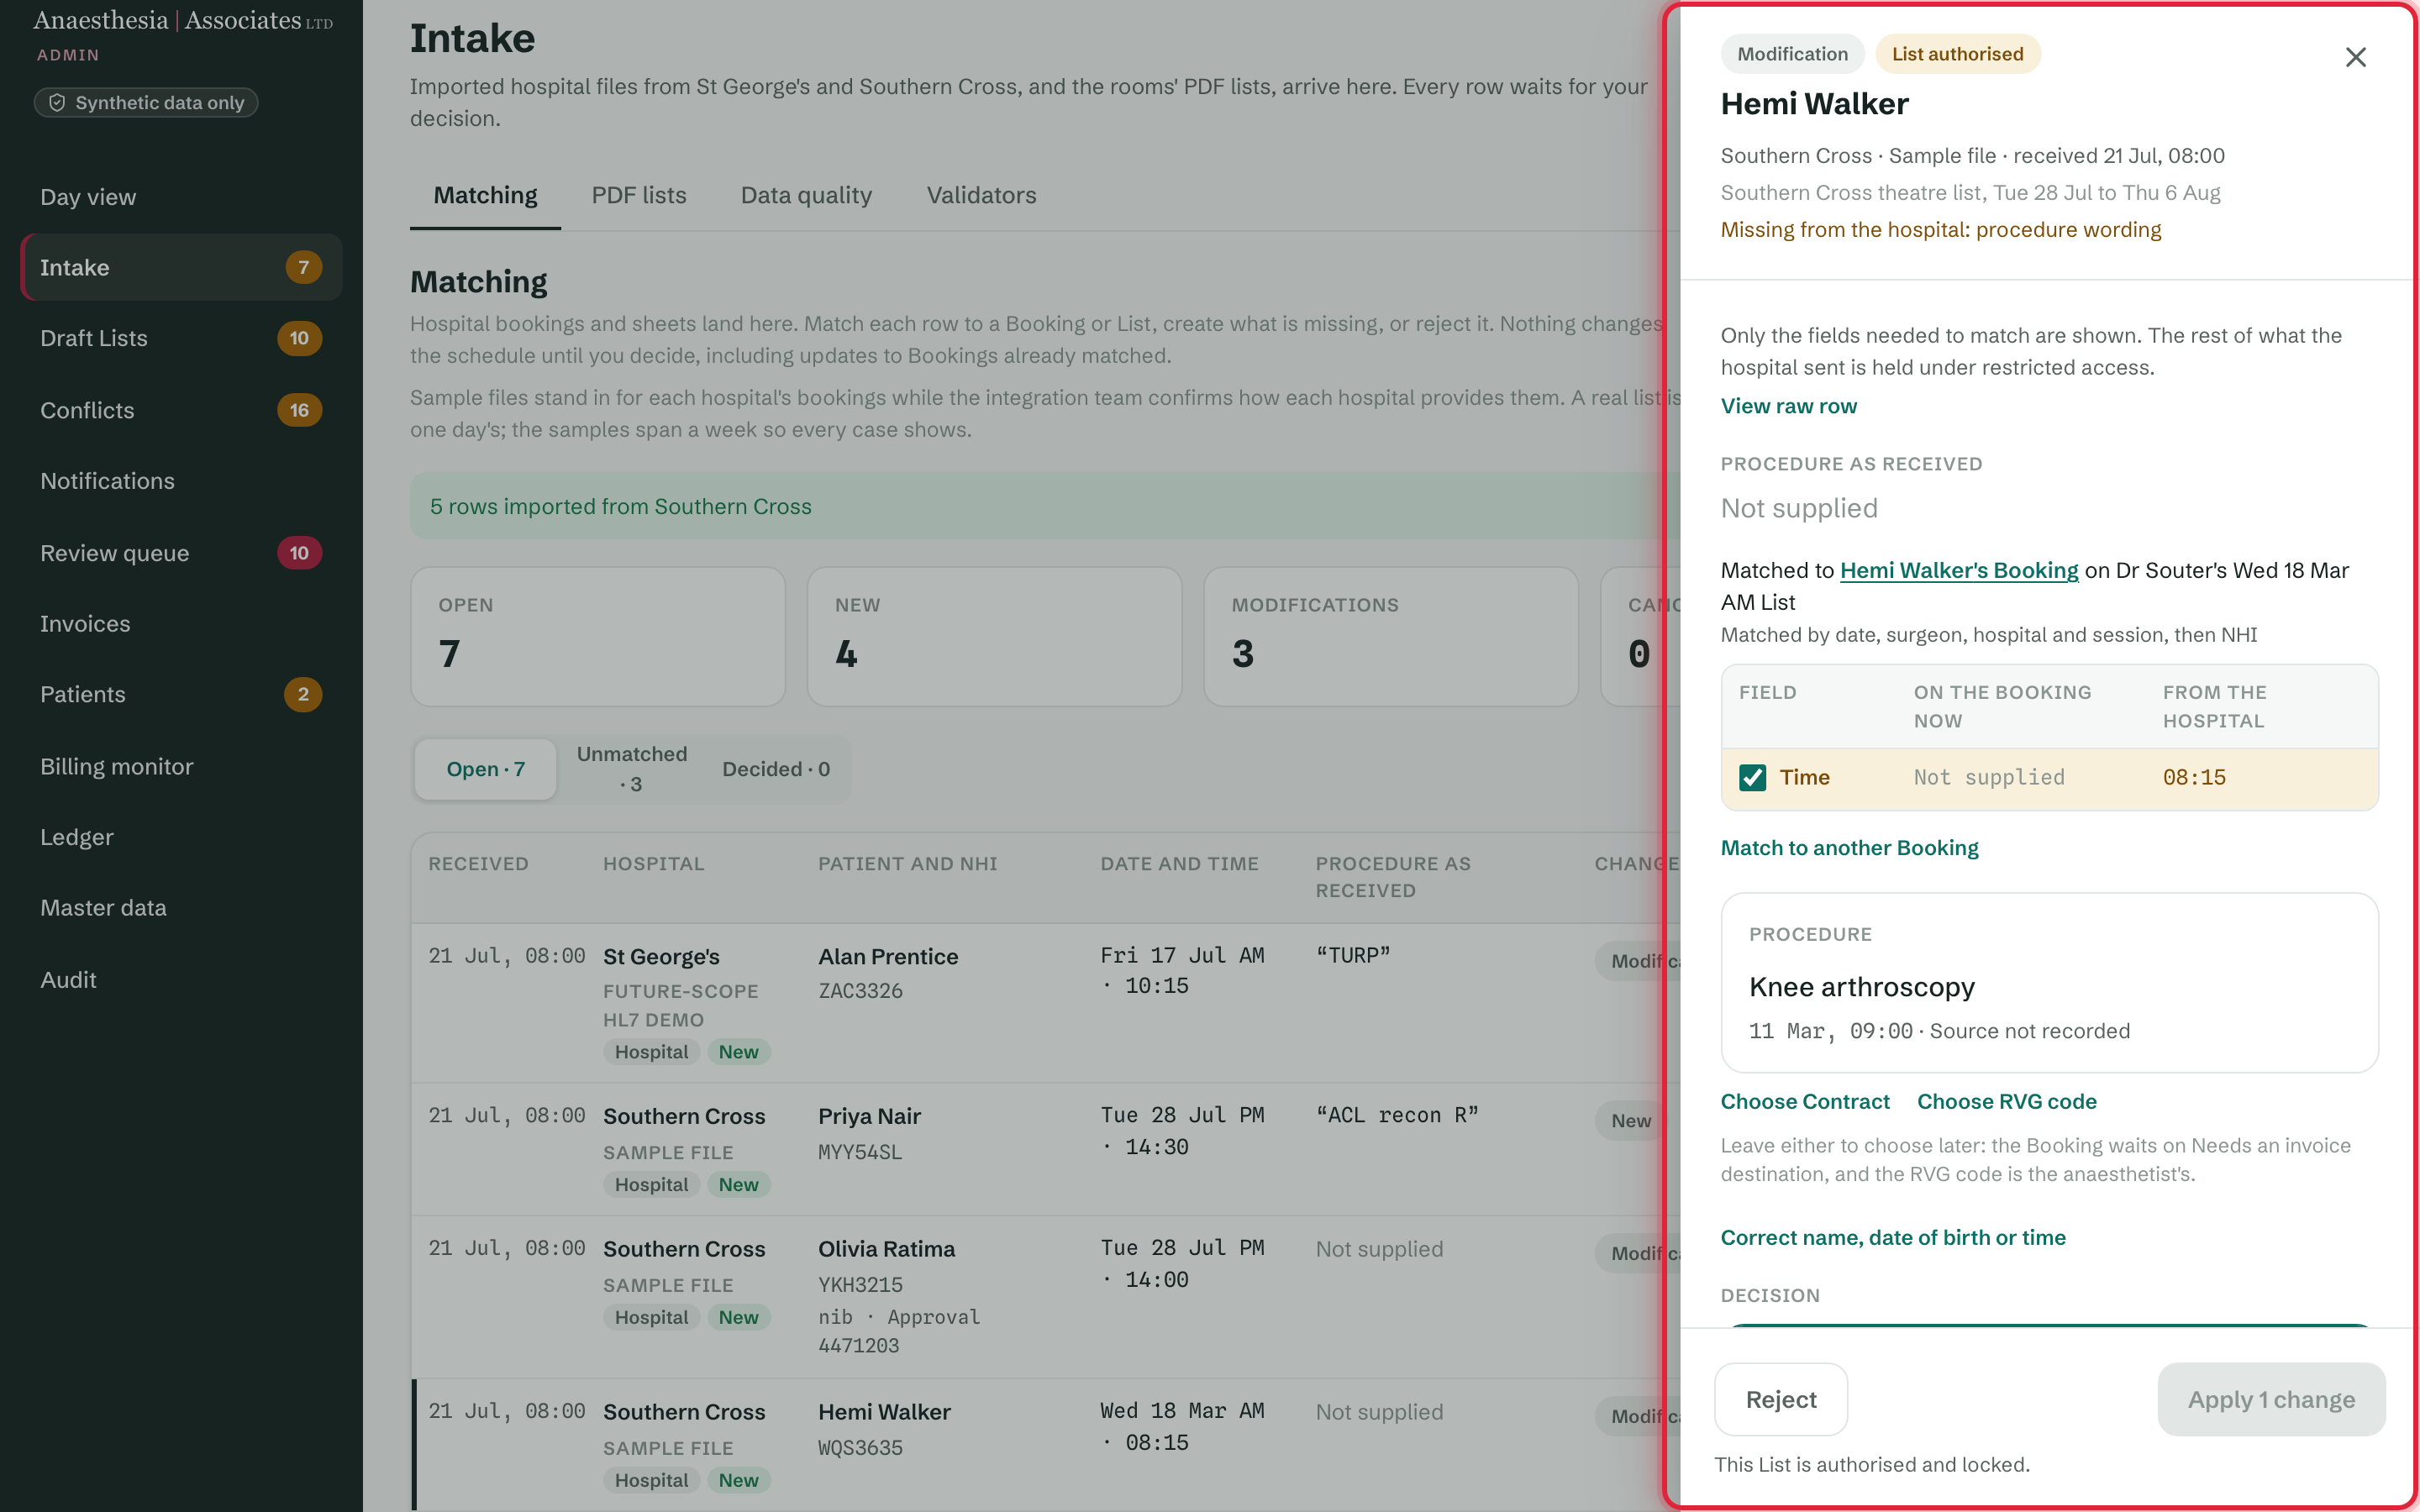 Anaesthesia | Associates LTD
ADMIN
Synthetic data only
Day view
Intake 7
Draft Lists 10
Conflicts 16
Notifications
Review queue 10
Invoices
Patients 2
Billing monitor
Ledger
Master data
Audit
Intake
Imported hospital files from St George's and Southern Cross, and the rooms' PDF lists, arrive here. Every row waits for your
decision.
Matching PDF lists Data quality Validators
Matching
Hospital bookings and sheets land here. Match each row to a Booking or List, create what is missing, or reject it. Nothing changes
the schedule until you decide, including updates to Bookings already matched.
Sample files stand in for each hospital's bookings while the integration team confirms how each hospital provides them. A real list is
one day's; the samples span a week so every case shows.
5 rows imported from Southern Cross
OPEN
7
NEW
4
MODIFICATIONS
3
CANC
0
Open · 7
Unmatched
· 3
Decided · 0
RECEIVED HOSPITAL PATIENT AND NHI DATE AND TIME PROCEDURE AS CHANGE
RECEIVED
21 Jul, 08:00 St George's Alan Prentice Fri 17 Jul AM “TURP” Modifica
FUTURE-SCOPE ZAC3326 · 10:15
HL7 DEMO
Hospital New
21 Jul, 08:00 Southern Cross Priya Nair Tue 28 Jul PM “ACL recon R” New
SAMPLE FILE MYY54SL · 14:30
Hospital New
21 Jul, 08:00 Southern Cross Olivia Ratima Tue 28 Jul PM Not supplied Modifica
SAMPLE FILE YKH3215 · 14:00
Hospital New nib · Approval
4471203
21 Jul, 08:00 Southern Cross Hemi Walker Wed 18 Mar AM Not supplied Modifica
SAMPLE FILE WQS3635 · 08:15
Hospital New
Modification List authorised
Hemi Walker
Southern Cross · Sample file · received 21 Jul, 08:00
Southern Cross theatre list, Tue 28 Jul to Thu 6 Aug
Missing from the hospital: procedure wording
Only the fields needed to match are shown. The rest of what the
hospital sent is held under restricted access.
View raw row
PROCEDURE AS RECEIVED
Not supplied
Matched to Hemi Walker's Booking on Dr Souter's Wed 18 Mar
AM List
Matched by date, surgeon, hospital and session, then NHI
FIELD ON THE BOOKING FROM THE
NOW HOSPITAL
Time Not supplied 08:15
Match to another Booking
PROCEDURE
Knee arthroscopy
11 Mar, 09:00 · Source not recorded
Choose Contract Choose RVG code
Leave either to choose later: the Booking waits on Needs an invoice
destination, and the RVG code is the anaesthetist's.
Correct name, date of birth or time
DECISION
Reject Apply 1 change
This List is authorised and locked.